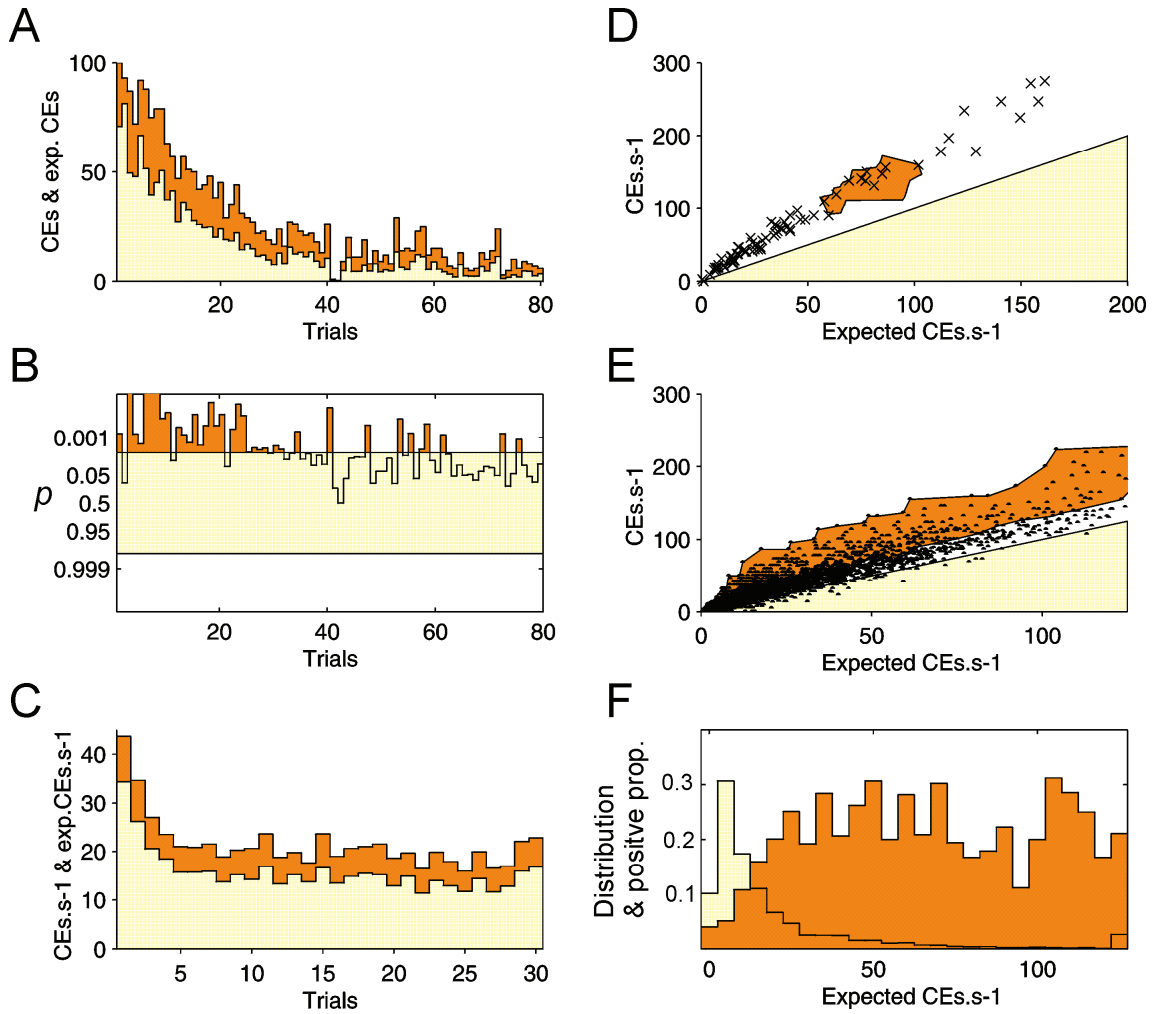 A
100
50
0
CEs & exp. CEs
20
40
60
80
Trials
B
0.001
0.05
0.5
0.95
0.999
p
20
40
60
80
Trials
C
40
30
20
10
0
CEs.s-1 & exp.CEs.s-1
5
10
15
20
25
30
Trials
D
300
200
100
0
CEs.s-1
0
50
100
150
200
Expected CEs.s-1
E
300
200
100
0
CEs.s-1
0
50
100
Expected CEs.s-1
F
0.3
0.2
0.1
Distribution
& positve prop.
0
50
100
Expected CEs.s-1